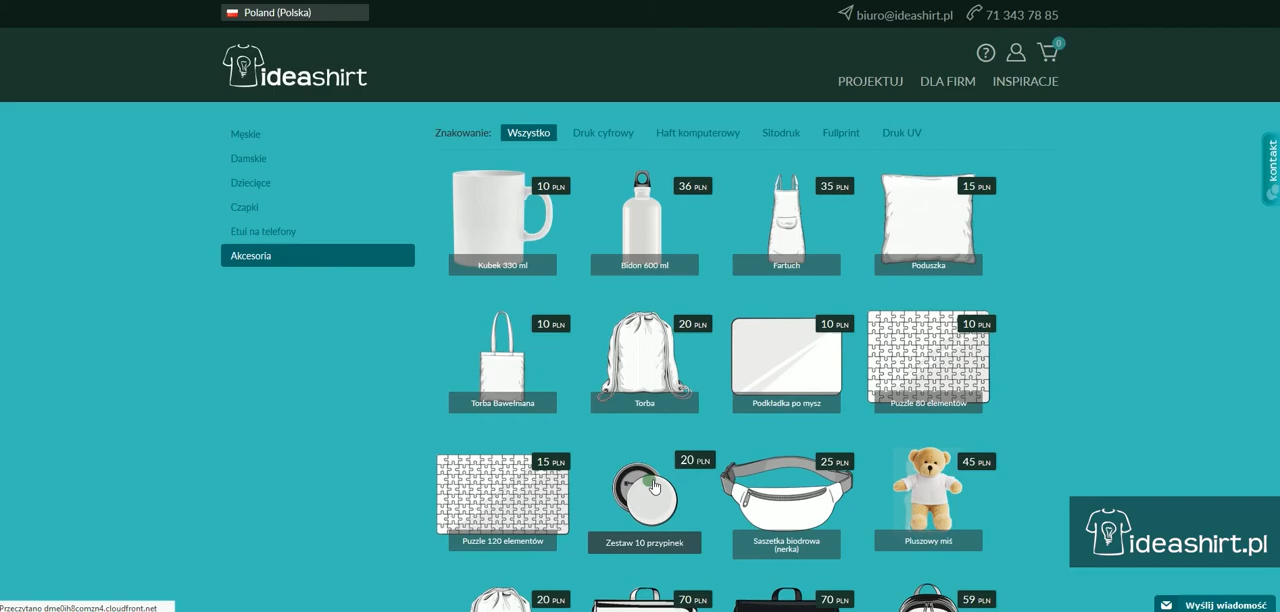 Poland (Polska)
biuro@ideashirt.pl
71 343 78 85
ideashirt
0
PROJEKTUJ
DLA FIRM
INSPIRACJE
kontakt
Męskie
Damskie
Dziecięce
Czapki
Etui na telefony
Akcesoria
Znakowanie: Wszystko Druk cyfrowy Haft komputerowy Sitodruk Fullprint Druk UV
10 PLN
Kubek 330 ml
36 PLN
Bidon 600 ml
35 PLN
Fartuch
15 PLN
Poduszka
10 PLN
Torba Bawełniana
20 PLN
Torba
10 PLN
Podkładka po mysz
10 PLN
Puzzle 80 elementów
15 PLN
Puzzle 120 elementów
20 PLN
Zestaw 10 przypinek
25 PLN
Saszetka biodrowa
(nerka)
45 PLN
Pluszowy miś
20 PLN
70 PLN
70 PLN
59 PLN
ideashirt.pl
Przeczytano dme0ih8comzn4.cloudfront.net
Wyślij wiadomość